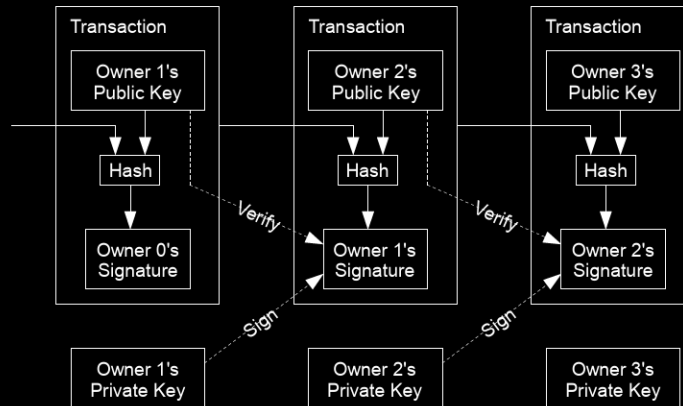 Transaction
Transaction
Transaction
Owner 1's
Public Key
Owner 2's
Public Key
Owner 3's
Public Key
Hash
Hash
Hash
Verify
Verify
Owner 0's
Signature
Owner 1's
Signature
Owner 2's
Signature
Sign
Sign
Owner 1's
Private Key
Owner 2's
Private Key
Owner 3's
Private Key